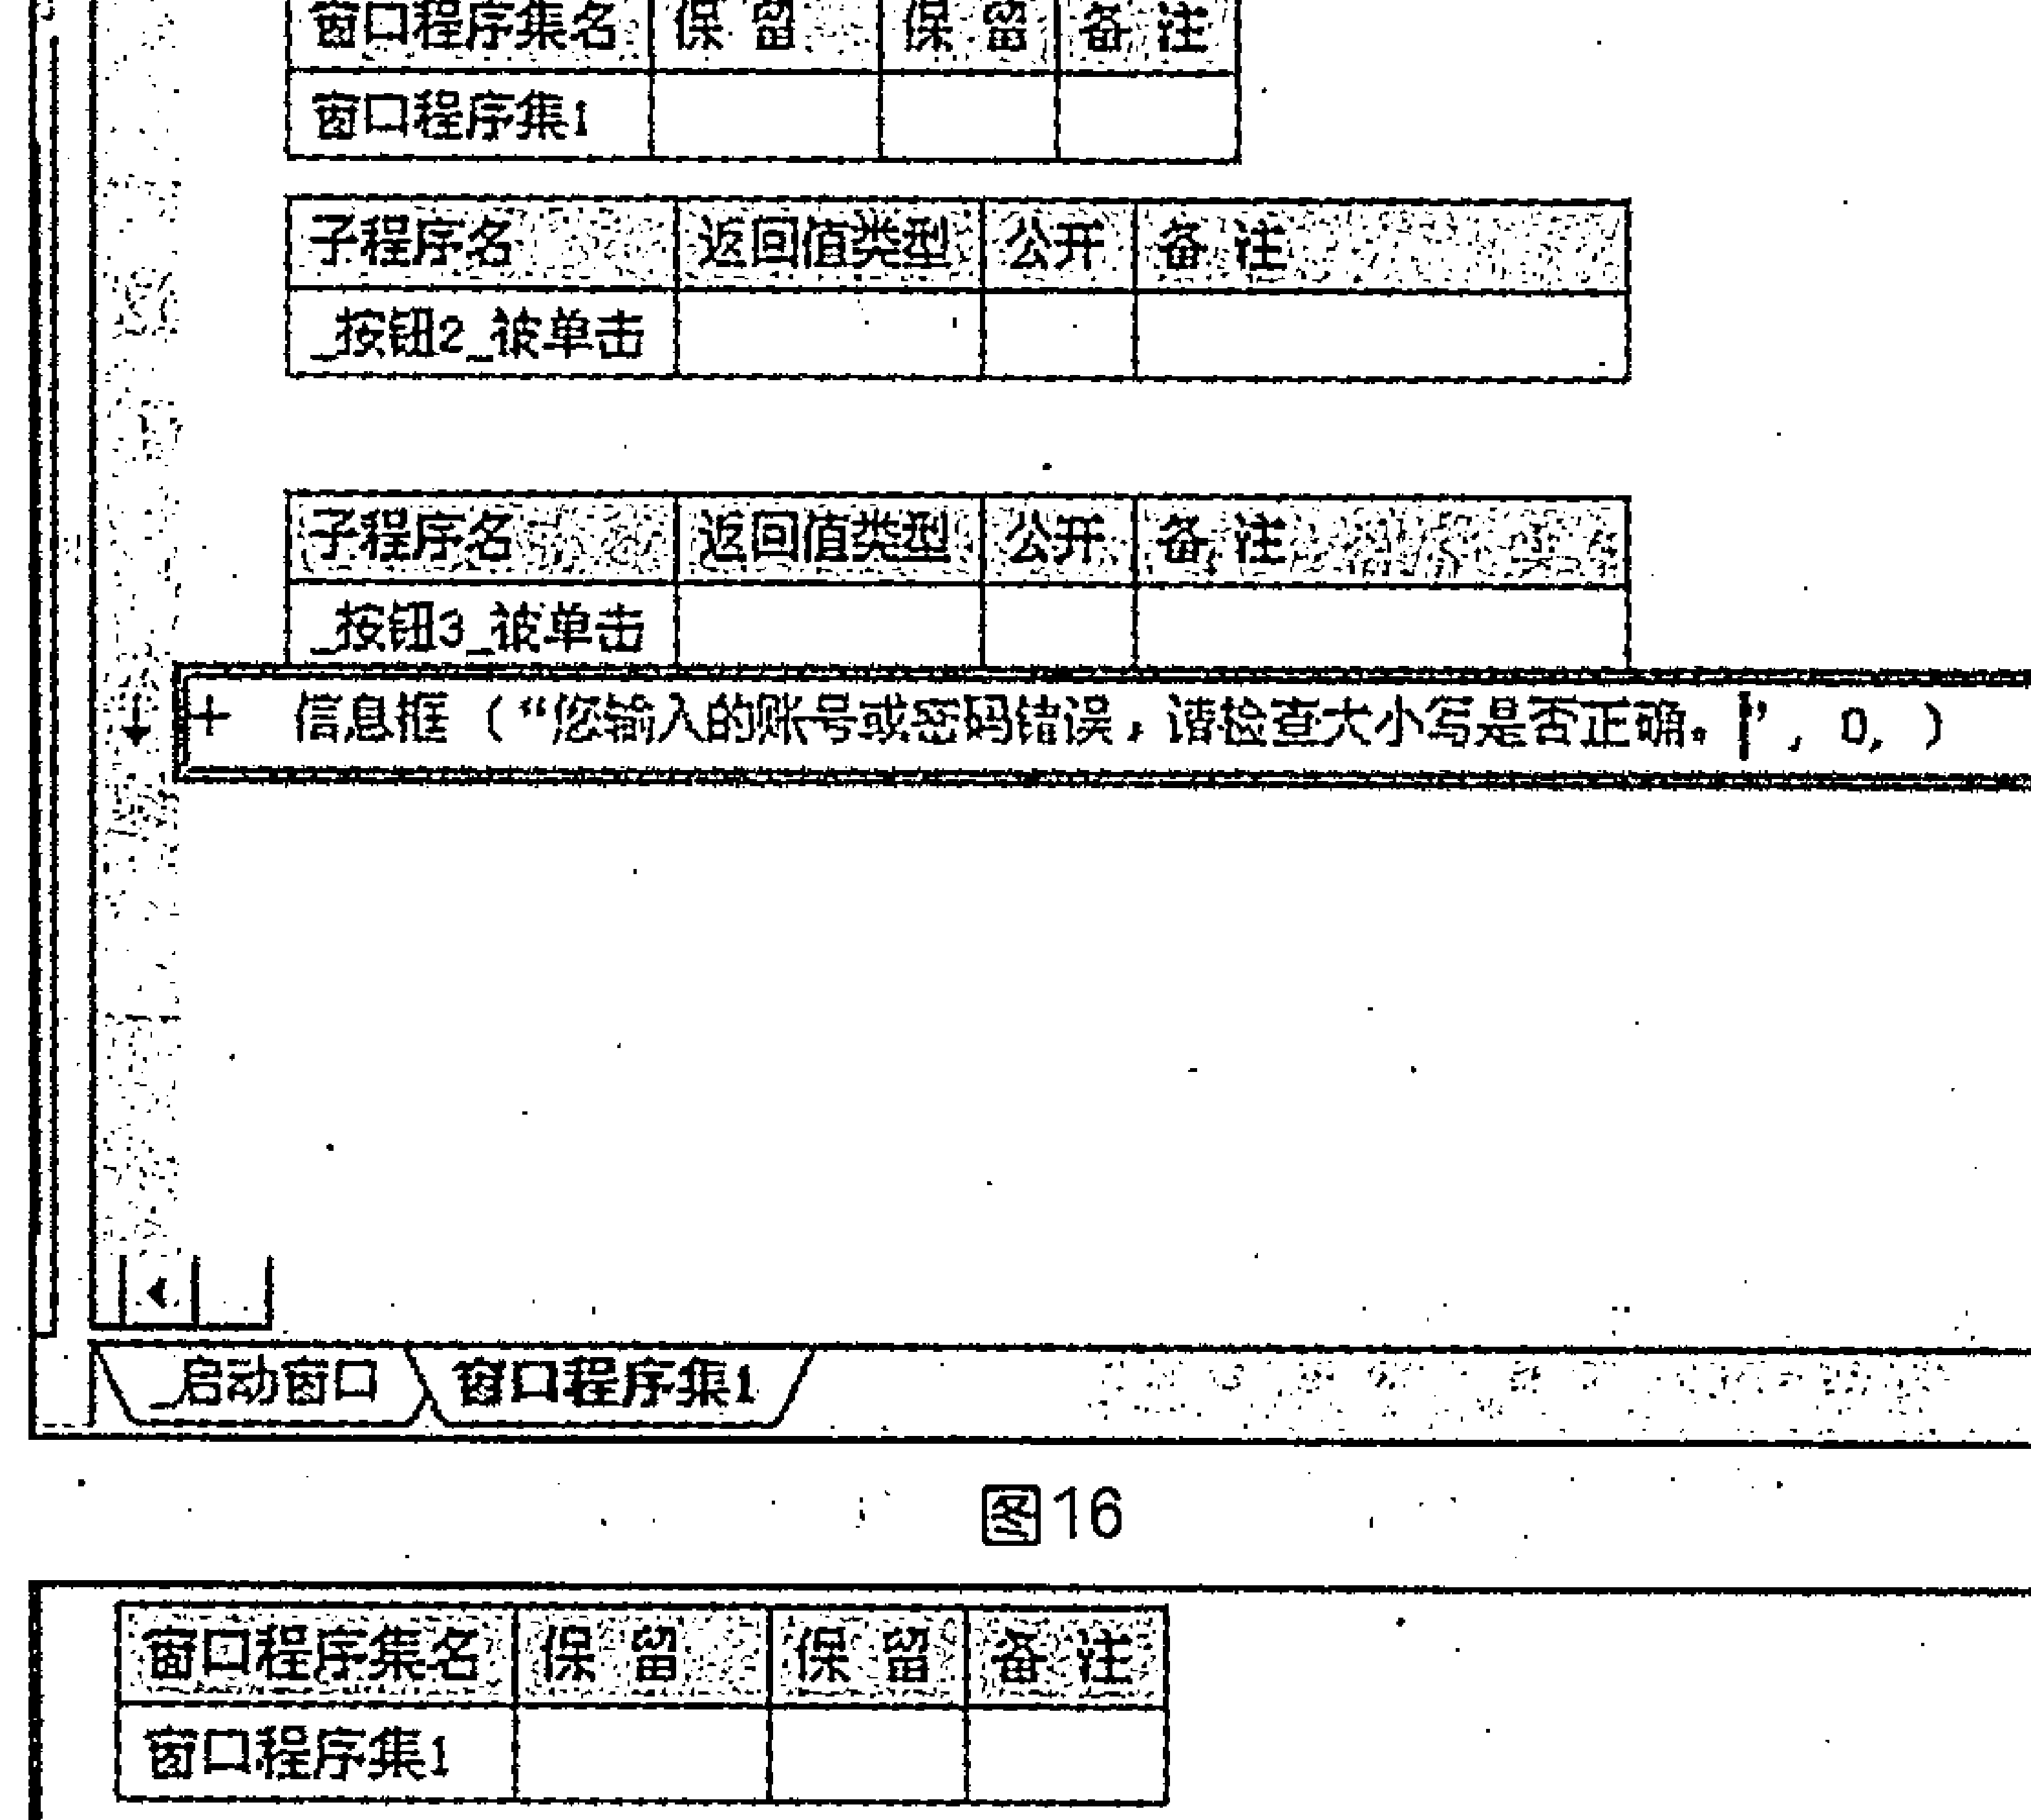 窗口程序集名 保 留 保 留 备 注
窗口程序集1
子程序名 返回值类型 公开 备 注
_按钮2_被单击
子程序名 返回值类型 公开 备 注
_按钮3_被单击
+ 信息框 (“您输入的账号或密码错误，请检查大小写是否正确。”, 0, )
_启动窗口 窗口程序集1
图16
窗口程序集名 保 留 保 留 备 注
窗口程序集1